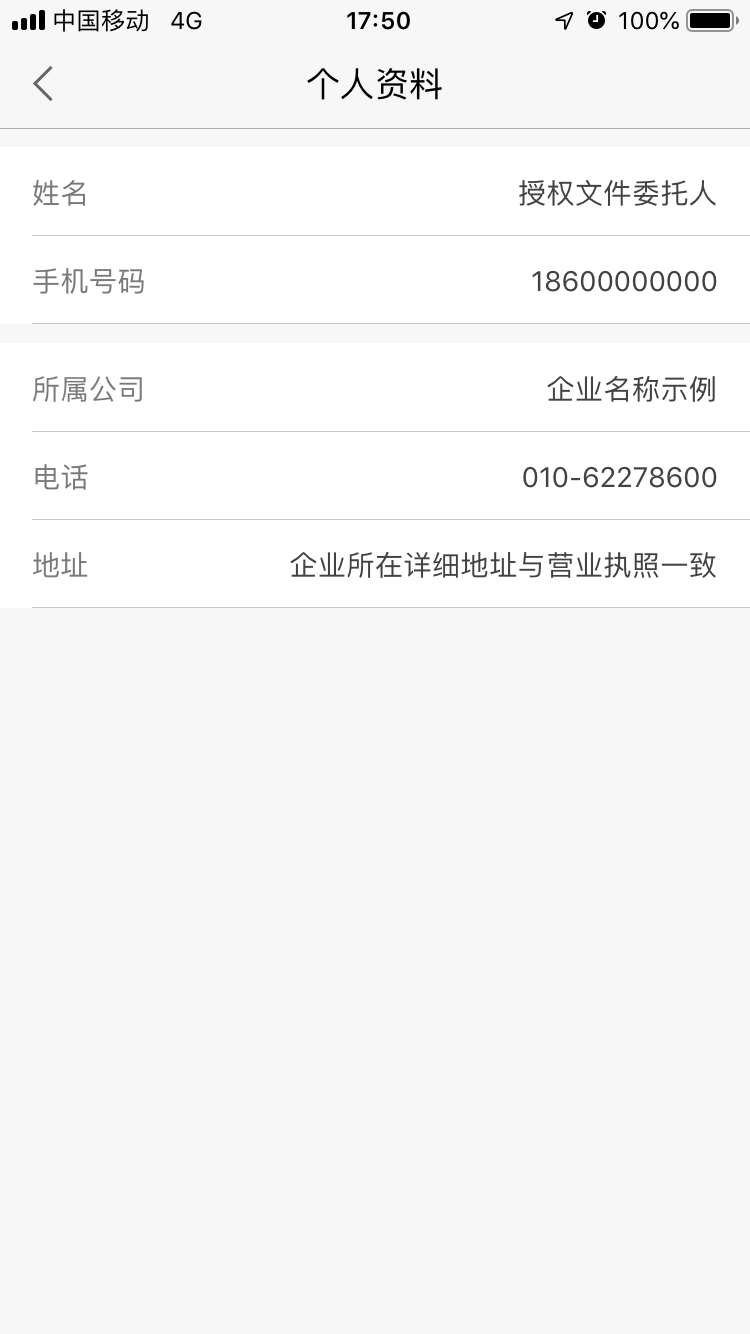 中国移动 4G 17:50 100%
个人资料
姓名 授权文件委托人
手机号码 18600000000
所属公司 企业名称示例
电话 010-62278600
地址 企业所在详细地址与营业执照一致